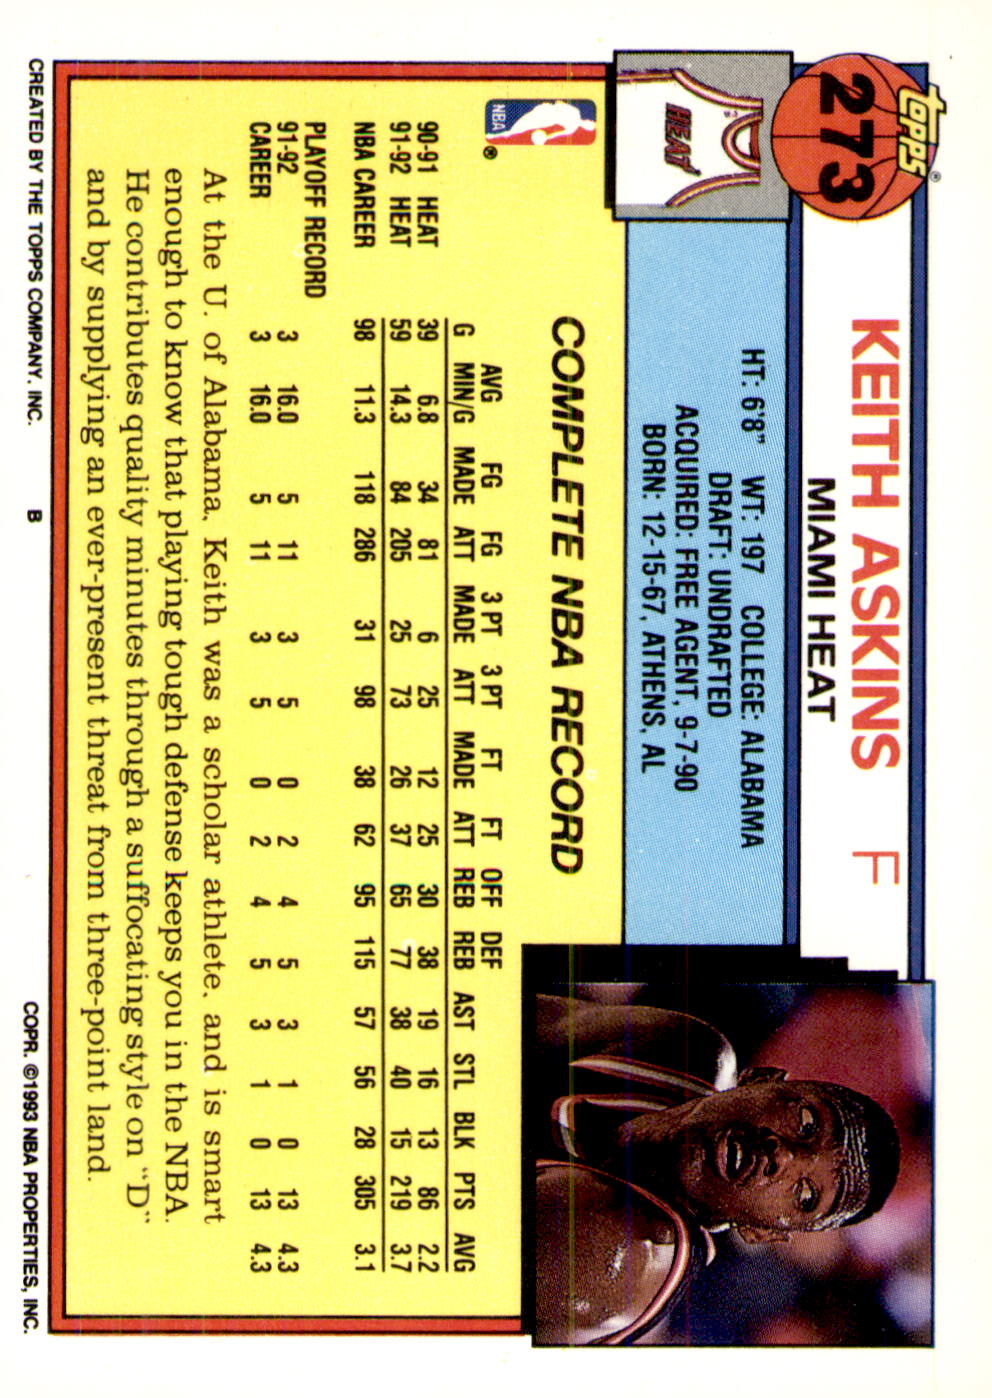 topps®
273
KEITH ASKINS F
MIAMI HEAT
HEAT
HT: 6'8" WT: 197 COLLEGE: ALABAMA
DRAFT: UNDRAFTED
ACQUIRED: FREE AGENT, 9-7-90
BORN: 12-15-67, ATHENS, AL
NBA®
COMPLETE NBA RECORD
AVG FG FG 3 PT 3 PT FT FT OFF DEF
G MIN/G MADE ATT MADE ATT MADE ATT REB REB AST STL BLK PTS AVG
90-91 HEAT 39 6.8 34 81 6 25 12 25 30 38 19 16 13 86 2.2
91-92 HEAT 59 14.3 84 205 25 73 26 37 65 77 38 40 15 219 3.7
NBA CAREER 98 11.3 118 286 31 98 38 62 95 115 57 56 28 305 3.1
PLAYOFF RECORD
91-92 3 16.0 5 11 3 5 0 2 4 5 3 1 0 13 4.3
CAREER 3 16.0 5 11 3 5 0 2 4 5 3 1 0 13 4.3
At the U. of Alabama, Keith was a scholar athlete, and is smart
enough to know that playing tough defense keeps you in the NBA.
He contributes quality minutes through a suffocating style on "D"
and by supplying an ever-present threat from three-point land.
CREATED BY THE TOPPS COMPANY, INC. B COPR. ©1993 NBA PROPERTIES, INC.